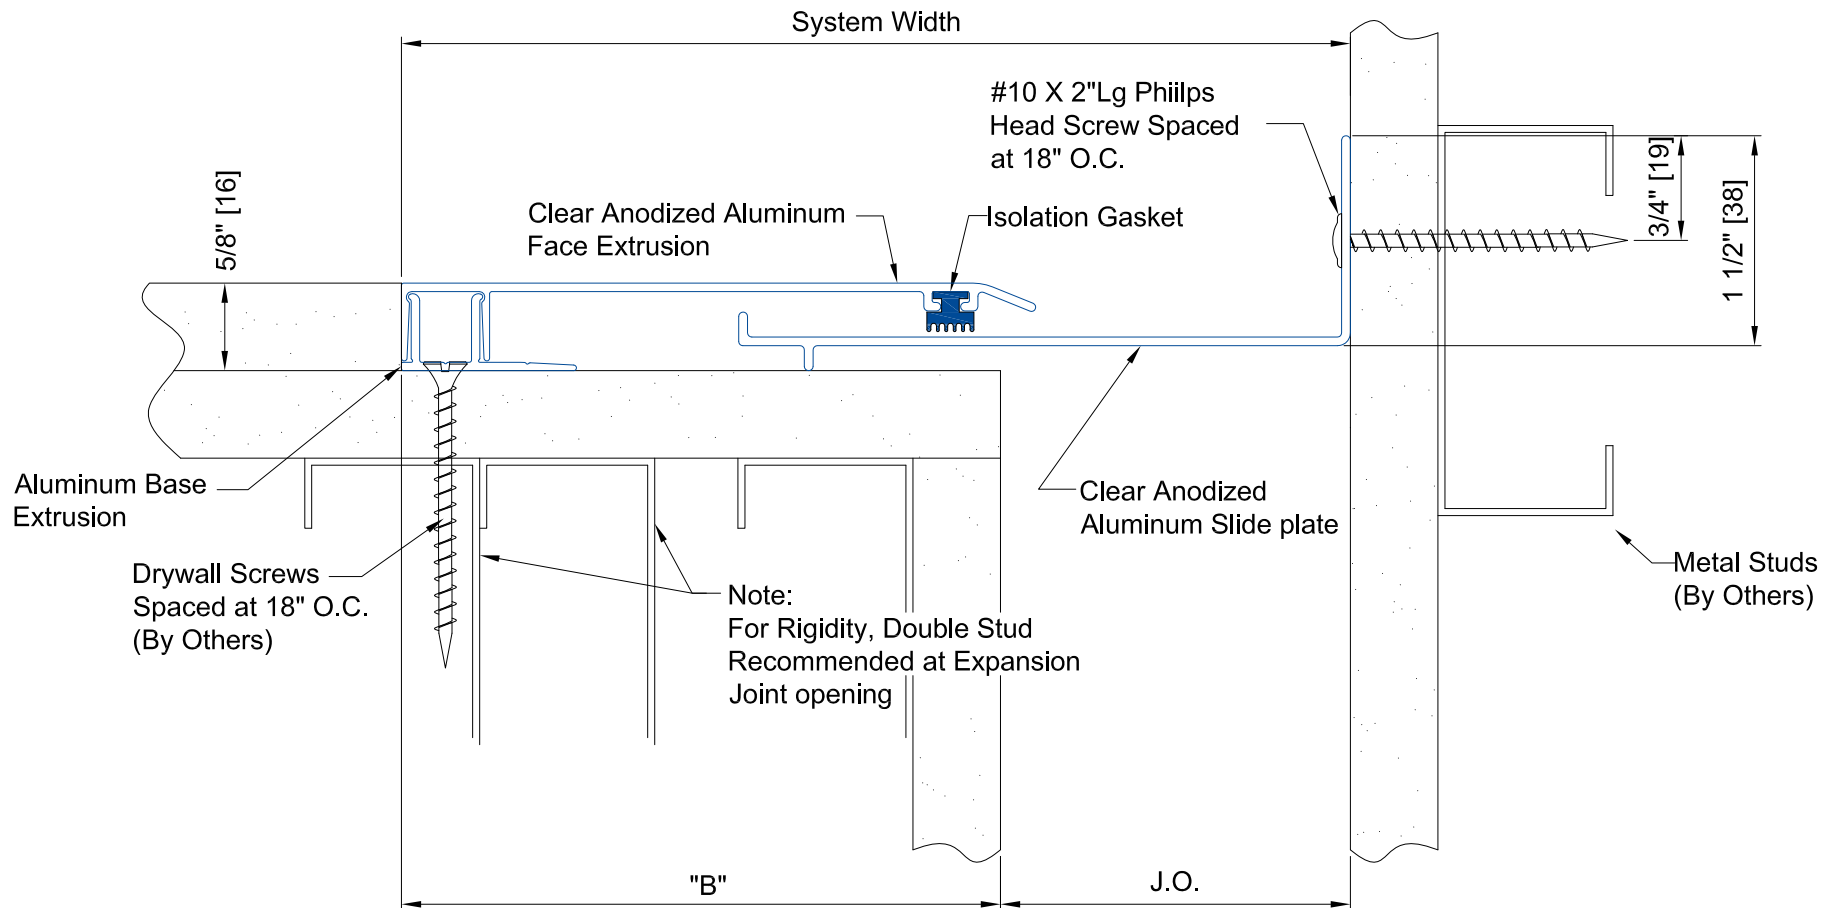 System Width
#10 X 2"Lg Phiilps
Head Screw Spaced
at 18" O.C.
5/8" [16]
3/4" [19]
1 1/2" [38]
Clear Anodized Aluminum
Face Extrusion
Isolation Gasket
Aluminum Base
Extrusion
Clear Anodized
Aluminum Slide plate
Drywall Screws
Spaced at 18" O.C.
(By Others)
Note:
For Rigidity, Double Stud
Recommended at Expansion
Joint opening
Metal Studs
(By Others)
"B"
J.O.